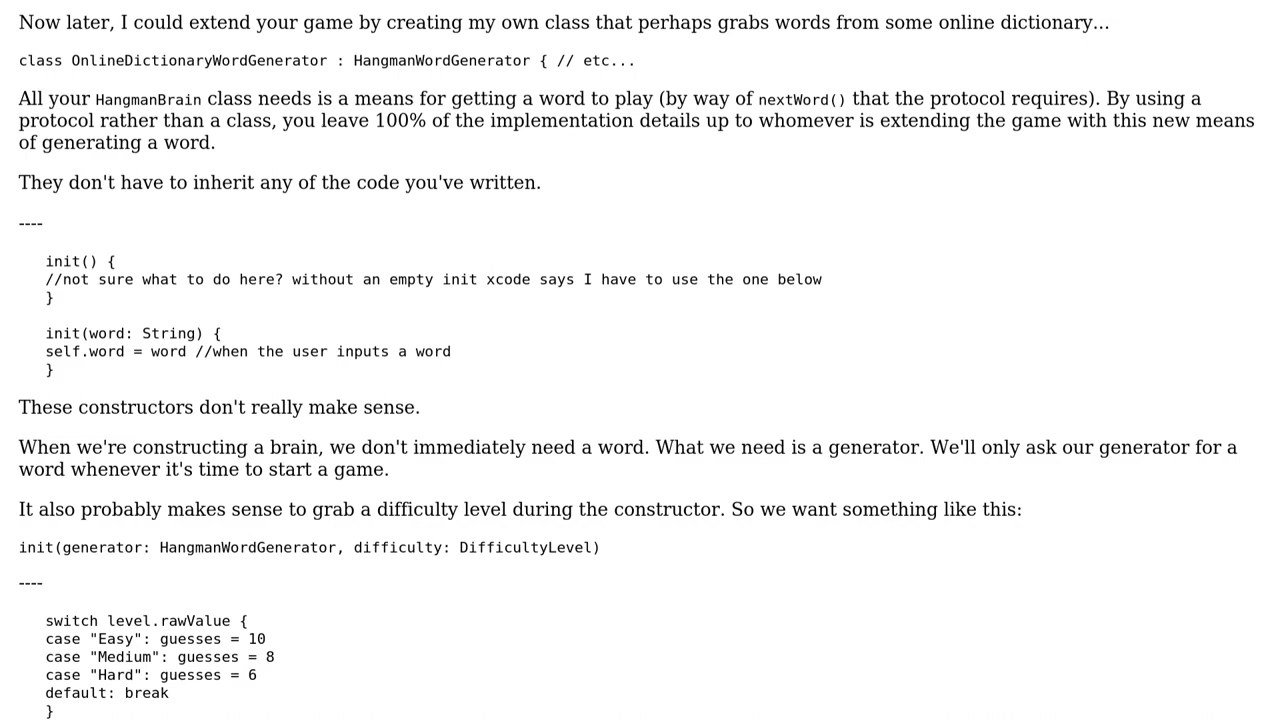 Now later, I could extend your game by creating my own class that perhaps grabs words from some online dictionary...
class OnlineDictionaryWordGenerator : HangmanWordGenerator { // etc...
All your HangmanBrain class needs is a means for getting a word to play (by way of nextWord() that the protocol requires). By using a
protocol rather than a class, you leave 100% of the implementation details up to whomever is extending the game with this new means
of generating a word.
They don't have to inherit any of the code you've written.
----
init() {
//not sure what to do here? without an empty init xcode says I have to use the one below
}
init(word: String) {
self.word = word //when the user inputs a word
}
These constructors don't really make sense.
When we're constructing a brain, we don't immediately need a word. What we need is a generator. We'll only ask our generator for a
word whenever it's time to start a game.
It also probably makes sense to grab a difficulty level during the constructor. So we want something like this:
init(generator: HangmanWordGenerator, difficulty: DifficultyLevel)
----
switch level.rawValue {
case "Easy": guesses = 10
case "Medium": guesses = 8
case "Hard": guesses = 6
default: break
}